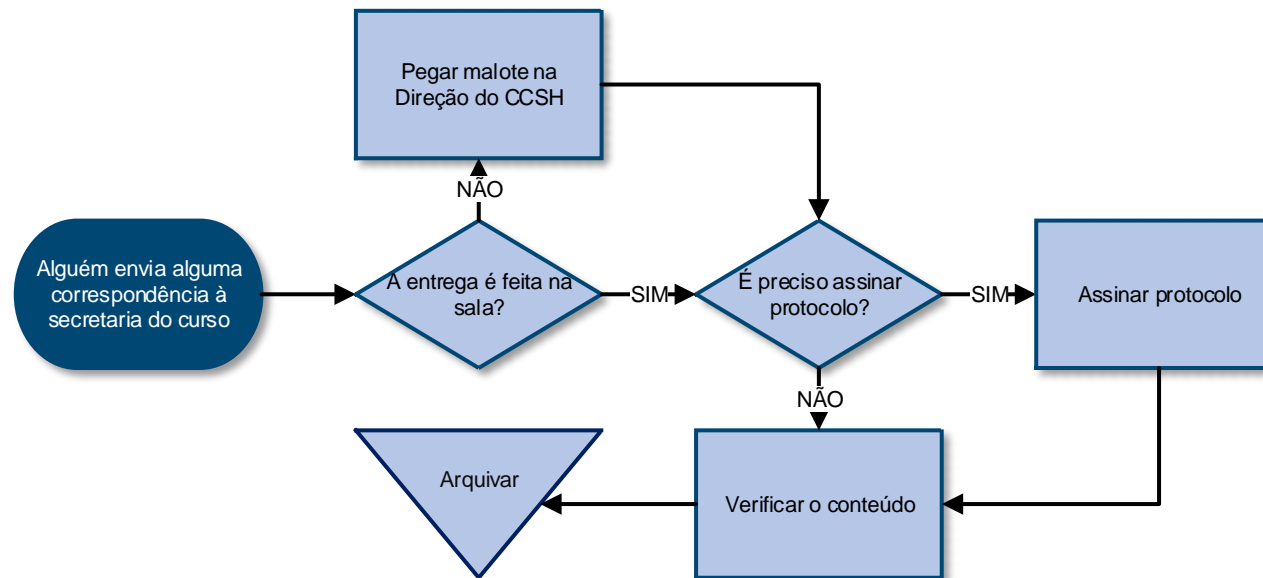 Pegar malote na
Direção do CCSH
NÃO
Alguém envia alguma
correspondência à
secretaria do curso
A entrega é feita na
sala?
SIM
É preciso assinar
protocolo?
SIM
Assinar protocolo
NÃO
Arquivar
Verificar o conteúdo